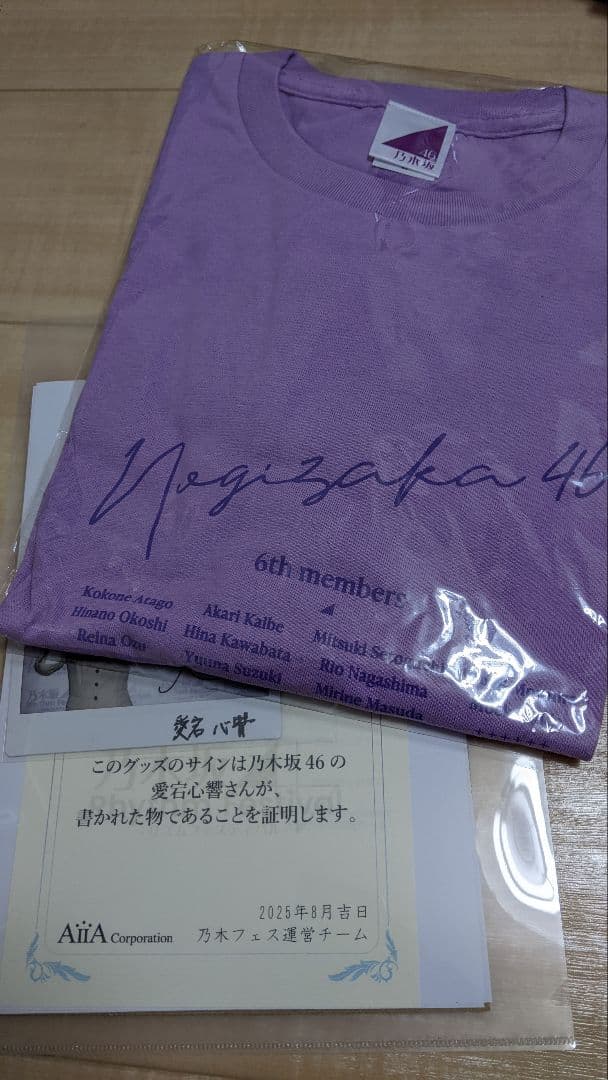 46
乃木坂
Nogizaka 46
6th members
Kokone Atago
Hinano Okoshi
Reina Ozu
Akari Kaibe
Hina Kawabata
Yuuna Suzuki
Mitsuki
Rio Nagashima
Mirine Masuda
愛宕 心響
このグッズのサインは乃木坂46の
愛宕心響さんが、
書かれた物であることを証明します。
2025年8月吉日
AiiA Corporation 乃木フェス運営チーム